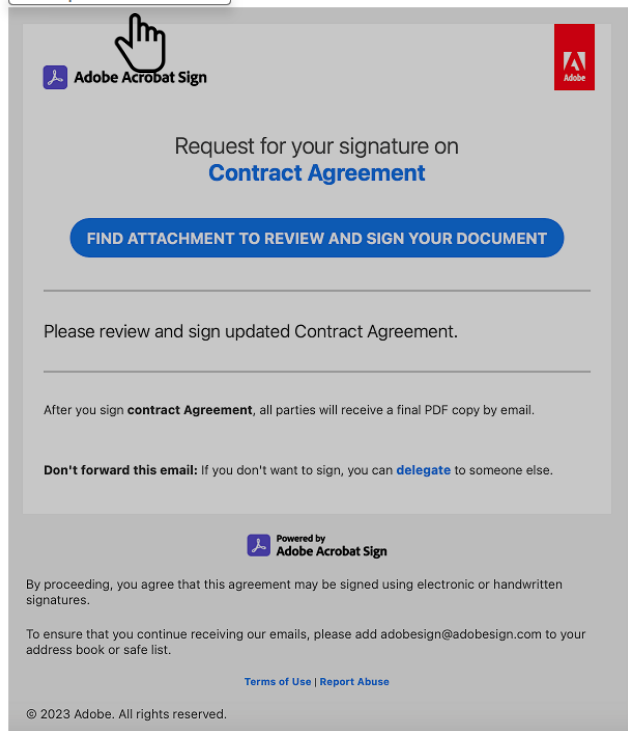 Adobe Acrobat Sign
Adobe
Request for your signature on
Contract Agreement
FIND ATTACHMENT TO REVIEW AND SIGN YOUR DOCUMENT
Please review and sign updated Contract Agreement.
After you sign contract Agreement, all parties will receive a final PDF copy by email.
Don't forward this email: If you don't want to sign, you can delegate to someone else.
Powered by
Adobe Acrobat Sign
By proceeding, you agree that this agreement may be signed using electronic or handwritten
signatures.
To ensure that you continue receiving our emails, please add adobesign@adobesign.com to your
address book or safe list.
Terms of Use | Report Abuse
© 2023 Adobe. All rights reserved.